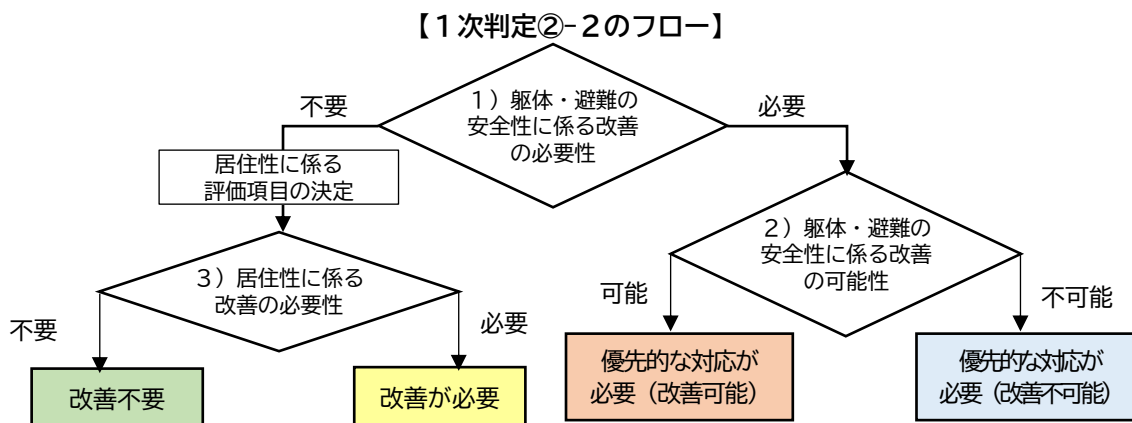 【１次判定②-２のフロー】
１）躯体・避難の
安全性に係る改善
の必要性
不要
必要
居住性に係る
評価項目の決定
２）躯体・避難の
安全性に係る改善
の可能性
３）居住性に係る
改善の必要性
可能
不可能
不要
必要
改善不要
改善が必要
優先的な対応が
必要（改善可能）
優先的な対応が
必要（改善不可能）